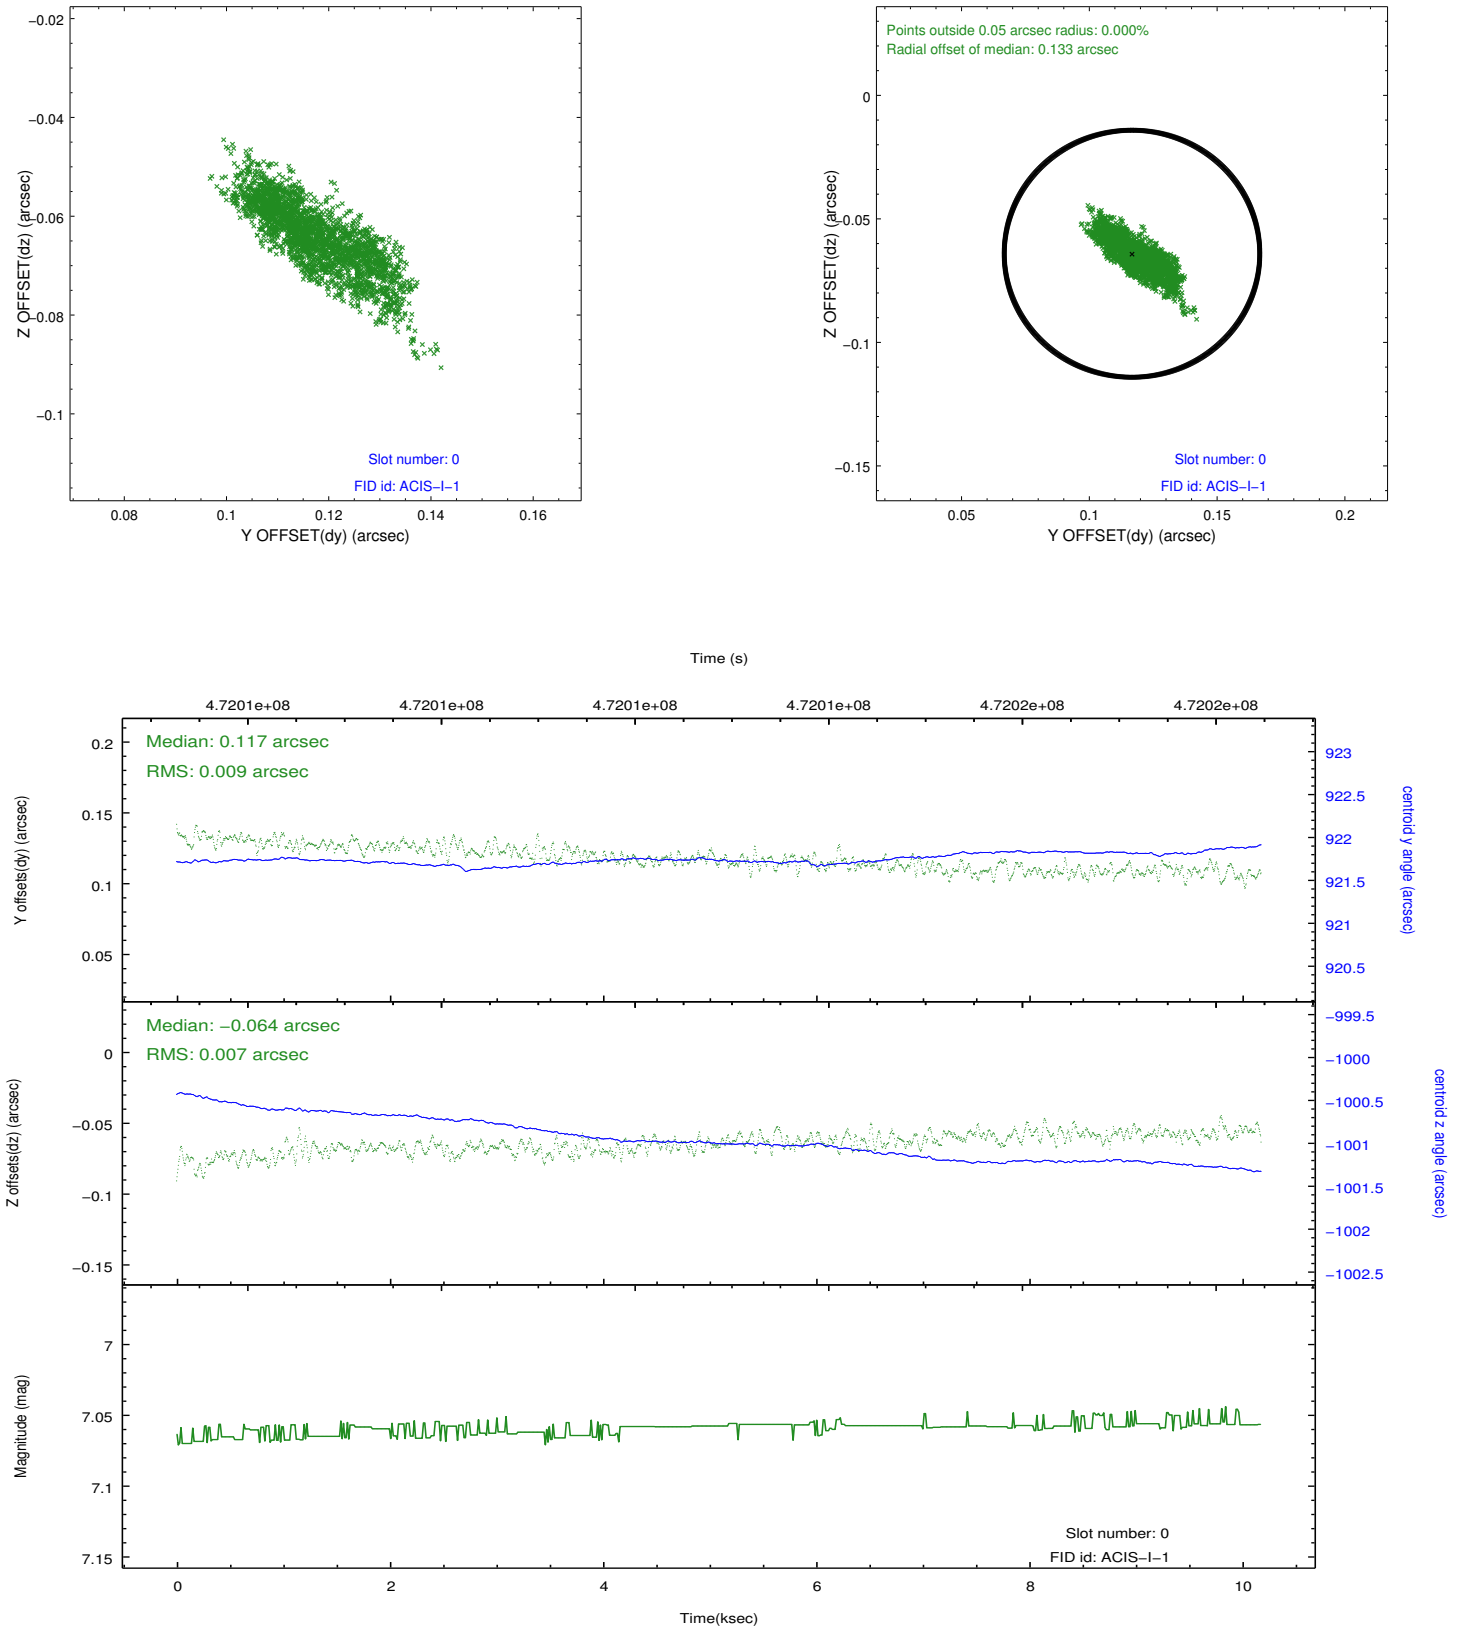 −0.02
−0.04
−0.06
−0.08
−0.1
Z OFFSET(dz) (arcsec)
Slot number: 0
FID id: ACIS−I−1
0.08
0.1
0.12
0.14
0.16
Y OFFSET(dy) (arcsec)
Points outside 0.05 arcsec radius: 0.000%
Radial offset of median: 0.133 arcsec
0
−0.05
−0.1
−0.15
Z OFFSET(dz) (arcsec)
Slot number: 0
FID id: ACIS−I−1
0.05
0.1
0.15
0.2
Y OFFSET(dy) (arcsec)
Time (s)
4.7201e+08
4.7201e+08
4.7201e+08
4.7201e+08
4.7202e+08
4.7202e+08
Median: 0.117 arcsec
RMS: 0.009 arcsec
0.2
0.15
0.1
0.05
Y offsets(dy) (arcsec)
923
922.5
922
921.5
921
920.5
centroid y angle (arcsec)
Median: −0.064 arcsec
RMS: 0.007 arcsec
0
−0.05
−0.1
−0.15
Z offsets(dz) (arcsec)
−999.5
−1000
−1000.5
−1001
−1001.5
−1002
−1002.5
centroid z angle (arcsec)
7
7.05
7.1
7.15
Magnitude (mag)
Slot number: 0
FID id: ACIS−I−1
0
2
4
6
8
10
Time(ksec)